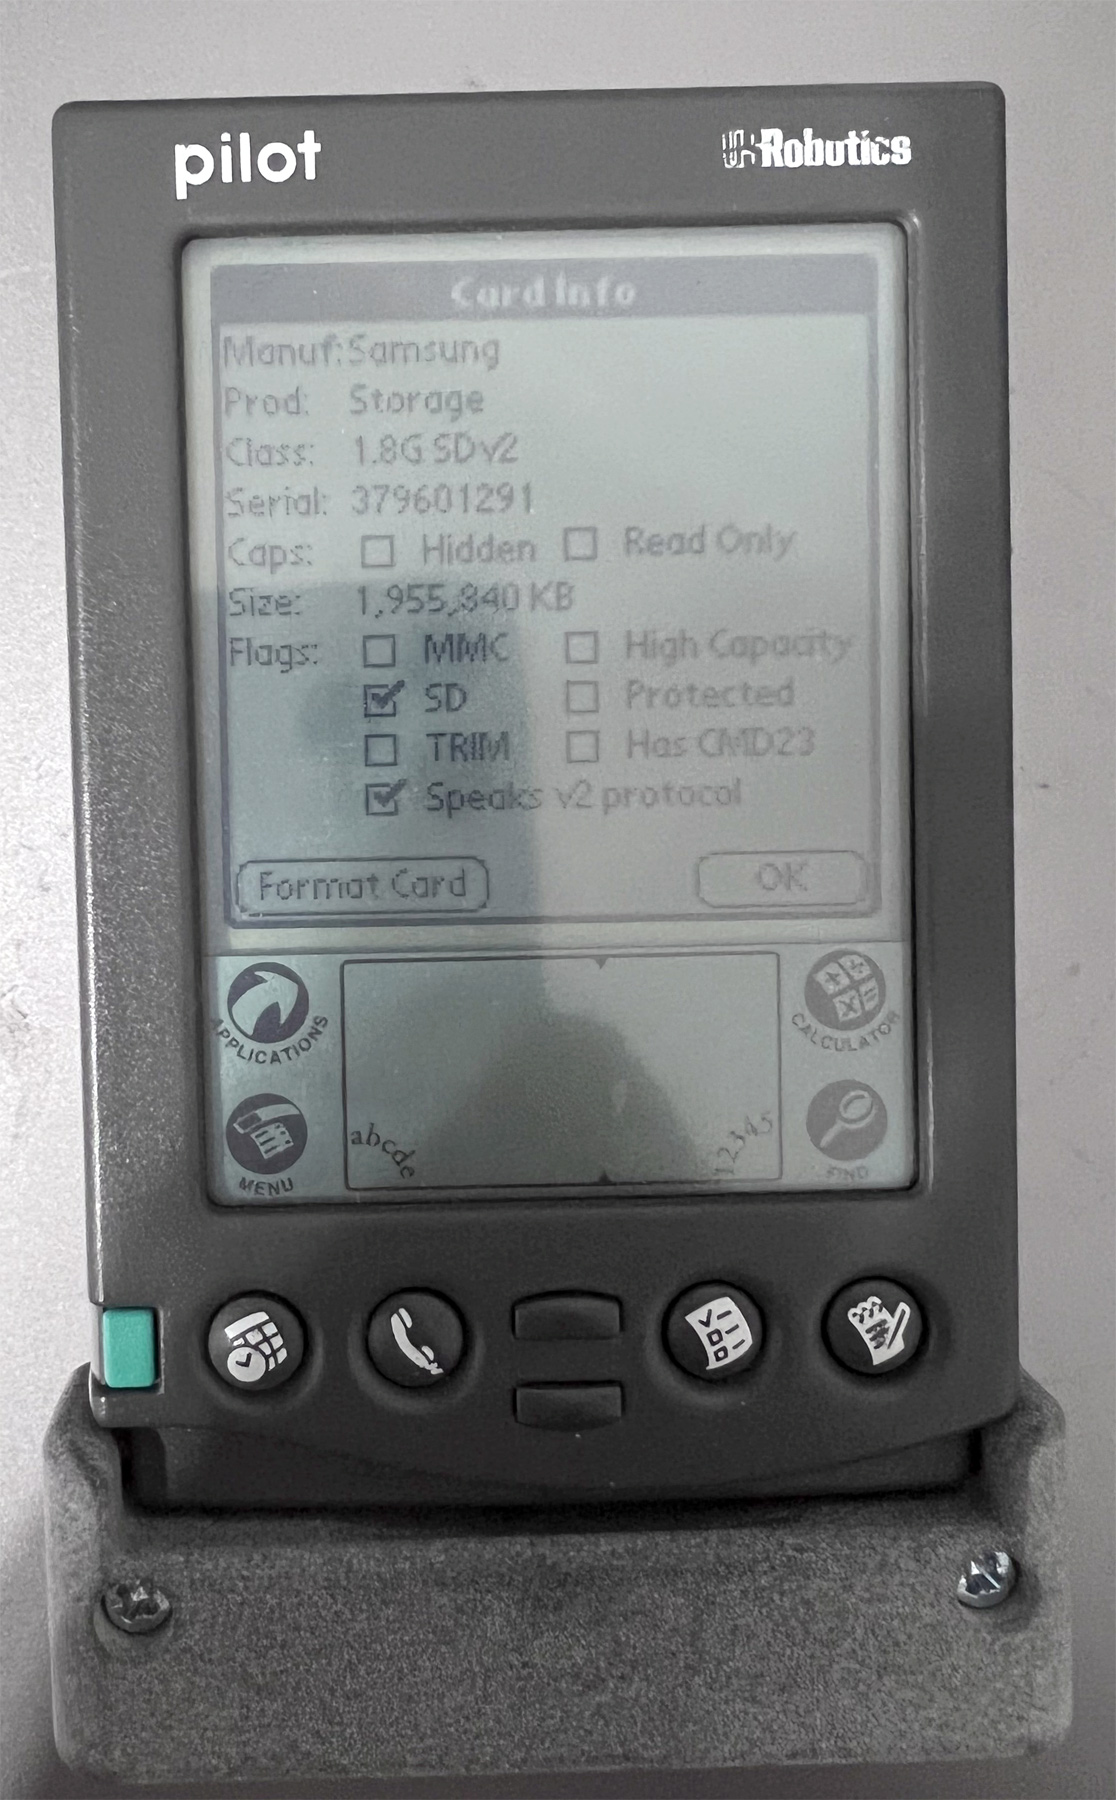 pilot
USRobotics
Card Info
Manuf: Samsung
Prod: Storage
Class: 1.8G SDv2
Serial: 379601291
Caps: Hidden Read Only
Size: 1,955,840 KB
Flags: MMC High Capacity
SD Protected
TRIM Has CMD23
Speaks v2 protocol
Format Card OK
APPLICATIONS
CALCULATOR
abcde
12345
MENU
FIND